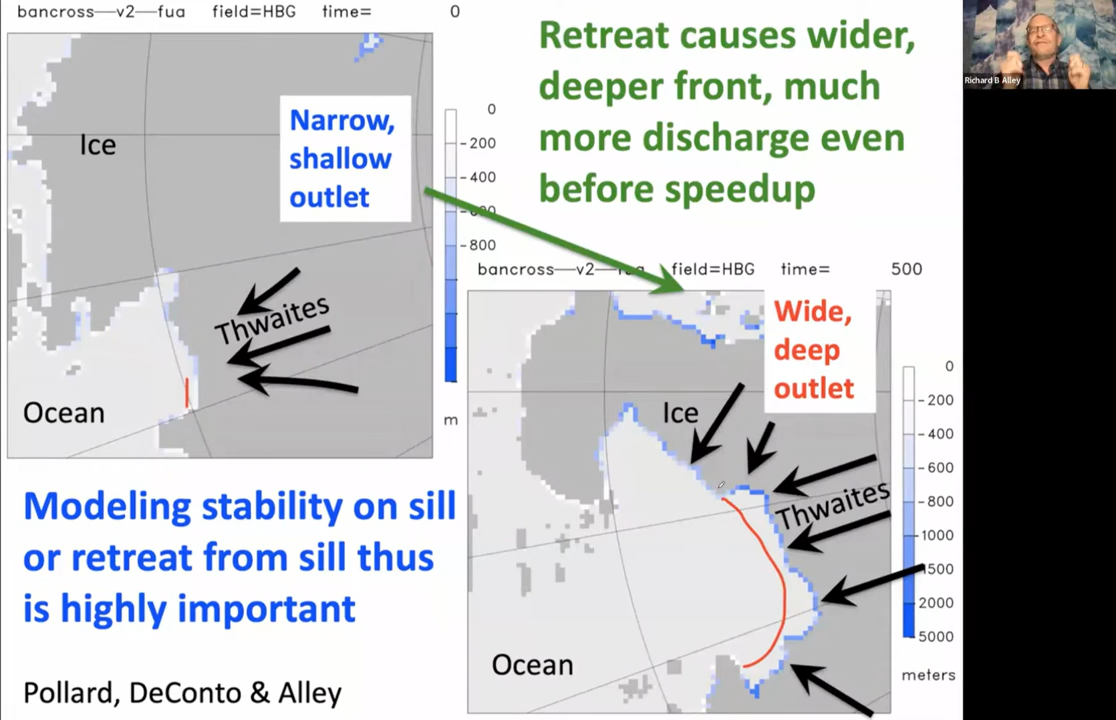 bancross—v2—fua field=HBG time= 0
Retreat causes wider,
deeper front, much
more discharge even
before speedup
Richard B Alley
Narrow,
shallow
outlet
Ice
0
-200
-400
-600
-800
m
Thwaites
Ocean
bancross—v2—fua field=HBG time= 500
Wide,
deep
outlet
Ice
Thwaites
Ocean
0
-200
-400
-600
-800
-1000
-1500
-2000
-5000
meters
Modeling stability on sill
or retreat from sill thus
is highly important
Pollard, DeConto & Alley